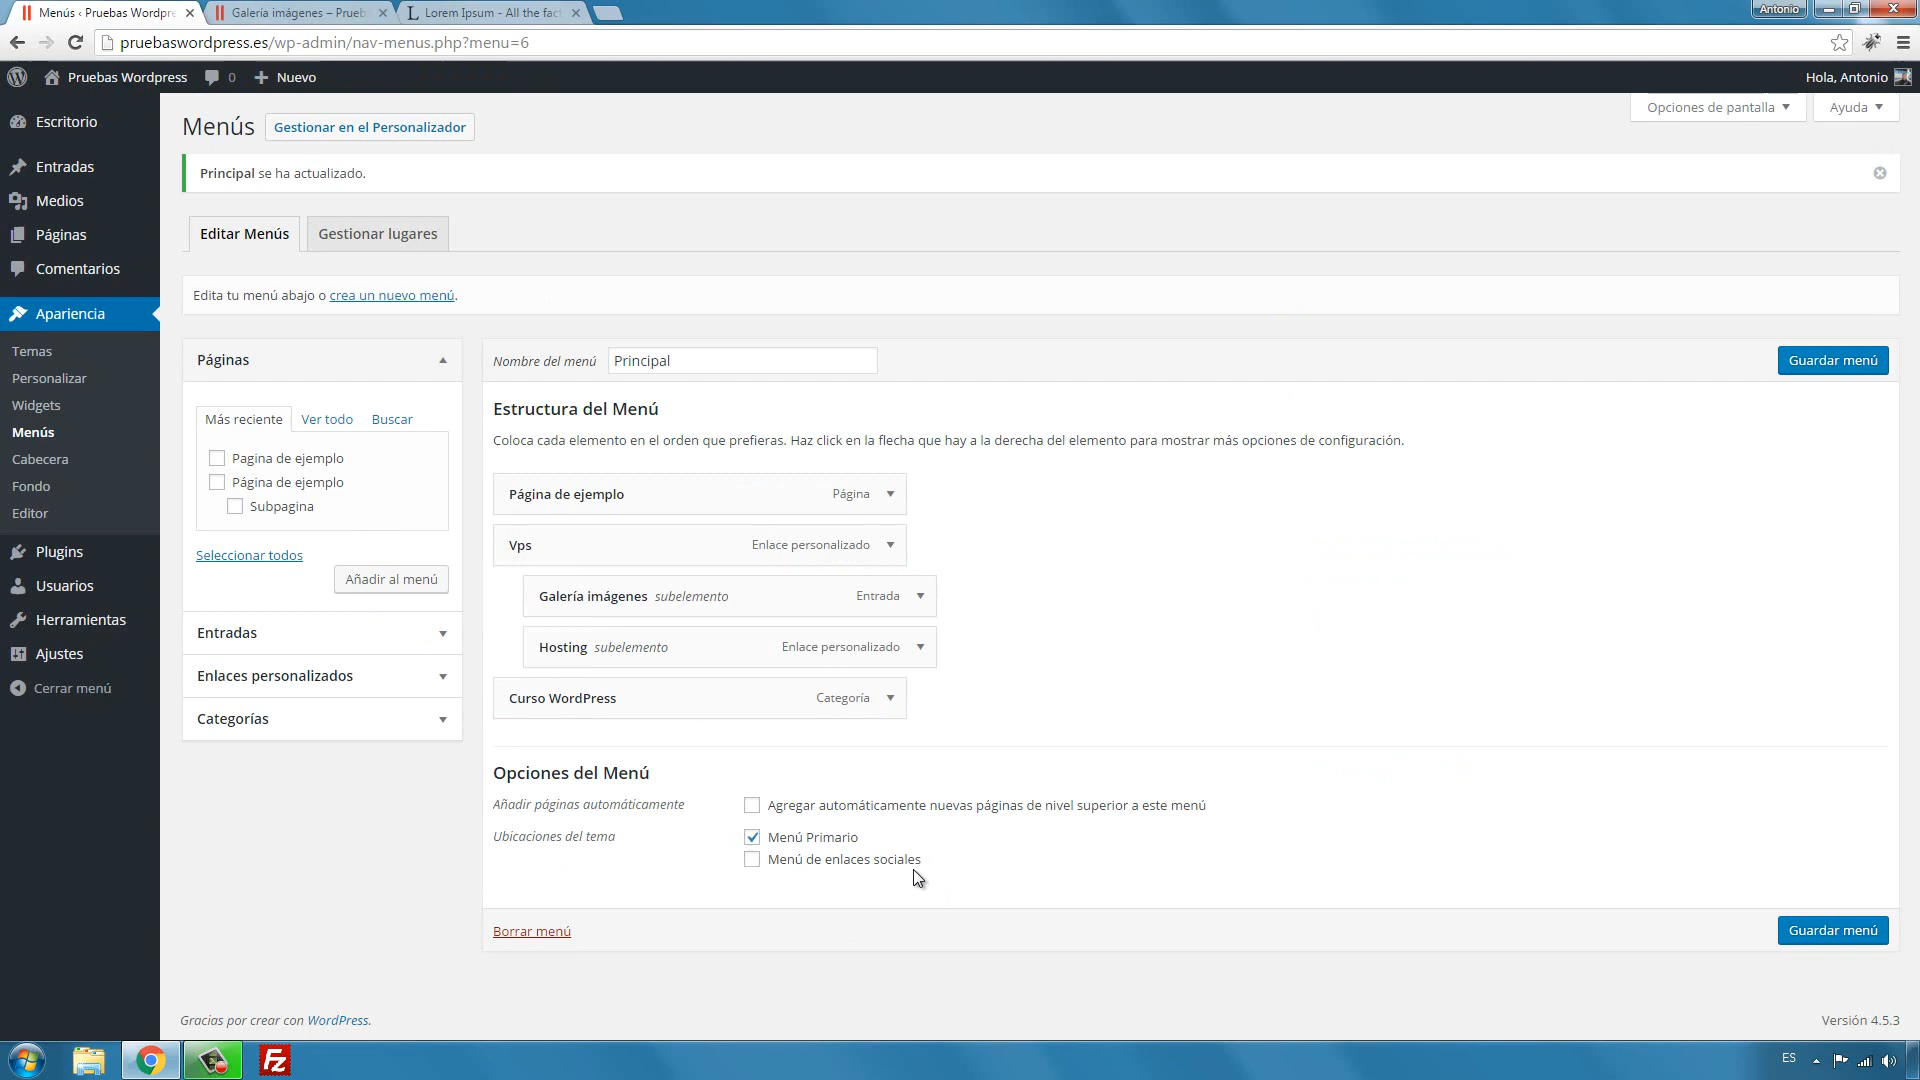 Menús ‹ Pruebas Wordpre
Galería imágenes – Prueb
Lorem Ipsum - All the fac
Antonio
pruebaswordpress.es/wp-admin/nav-menus.php?menu=6
Pruebas Wordpress
0
Nuevo
Hola, Antonio
Escritorio
Entradas
Medios
Páginas
Comentarios
Apariencia
Temas
Personalizar
Widgets
Menús
Cabecera
Fondo
Editor
Plugins
Usuarios
Herramientas
Ajustes
Cerrar menú
Opciones de pantalla
Ayuda
Menús
Gestionar en el Personalizador
Principal se ha actualizado.
Editar Menús
Gestionar lugares
Edita tu menú abajo o crea un nuevo menú.
Páginas
Más reciente
Ver todo
Buscar
Pagina de ejemplo
Página de ejemplo
Subpagina
Seleccionar todos
Añadir al menú
Entradas
Enlaces personalizados
Categorías
Nombre del menú
Principal
Guardar menú
Estructura del Menú
Coloca cada elemento en el orden que prefieras. Haz click en la flecha que hay a la derecha del elemento para mostrar más opciones de configuración.
Página de ejemplo Página
Vps Enlace personalizado
Galería imágenes subelemento Entrada
Hosting subelemento Enlace personalizado
Curso WordPress Categoría
Opciones del Menú
Añadir páginas automáticamente
Agregar automáticamente nuevas páginas de nivel superior a este menú
Ubicaciones del tema
Menú Primario
Menú de enlaces sociales
Borrar menú
Guardar menú
Gracias por crear con WordPress.
Versión 4.5.3
Fz
ES